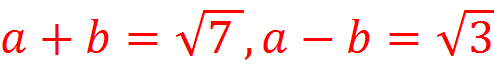 a + b = √7, a − b = √3